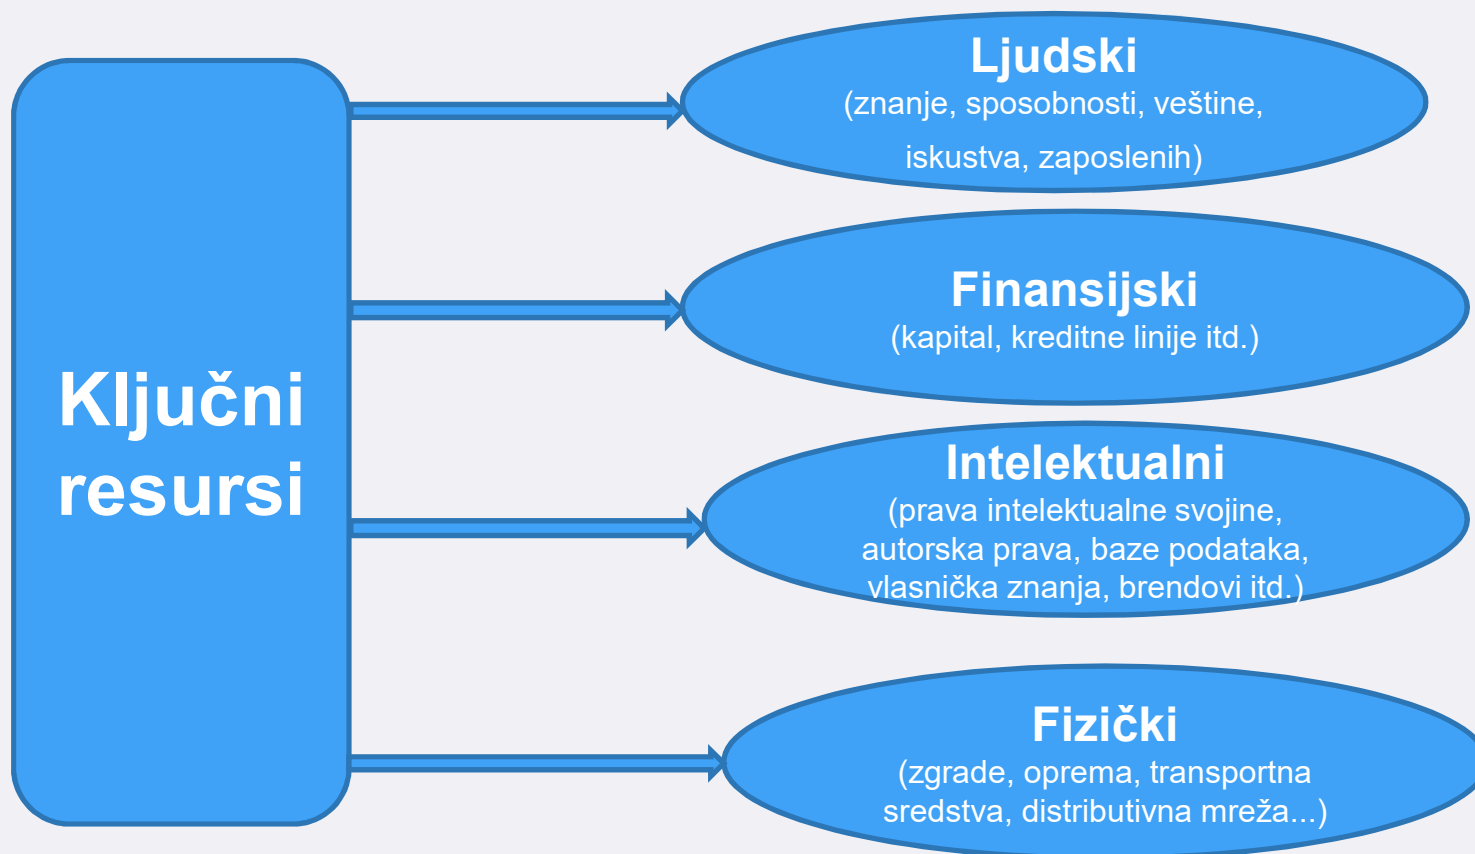 Ključni
resursi
Ljudski
(znanje, sposobnosti, veštine,
iskustva, zaposlenih)
Finansijski
(kapital, kreditne linije itd.)
Intelektualni
(prava intelektualne svojine,
autorska prava, baze podataka,
vlasnička znanja, brendovi itd.)
Fizički
(zgrade, oprema, transportna
sredstva, distributivna mreža...)